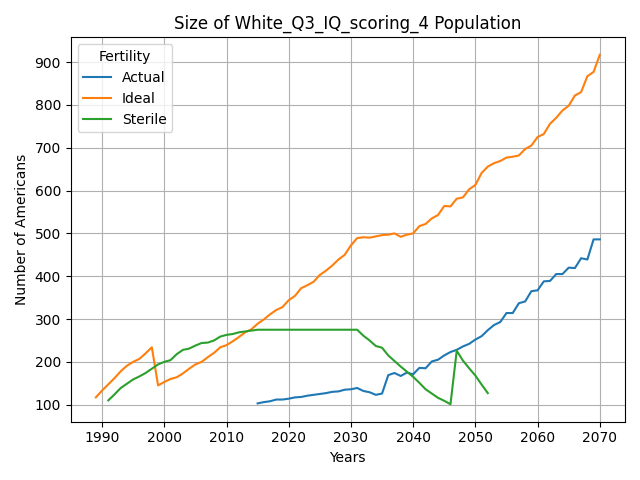 Size of White_Q3_IQ_scoring_4 Population
Fertility
Actual
Ideal
Sterile
Number of Americans
900
800
700
600
500
400
300
200
100
1990 2000 2010 2020 2030 2040 2050 2060 2070
Years